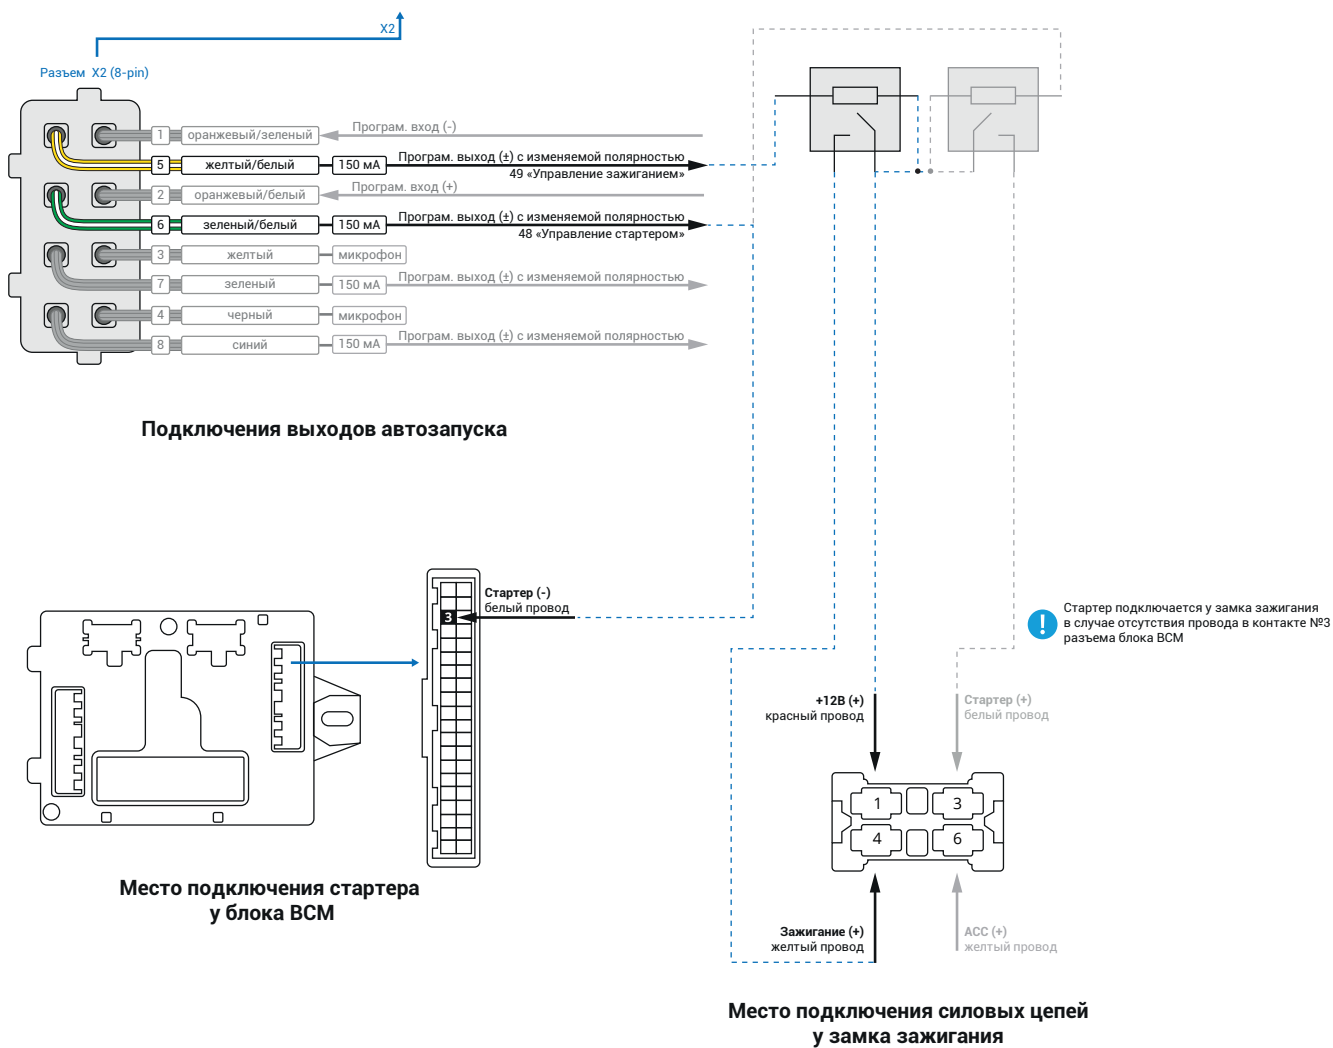 X2
Разъем X2 (8-pin)
1 оранжевый/зеленый Програм. вход (-)
5 желтый/белый 150 мА Програм. выход (±) с изменяемой полярностью
49 «Управление зажиганием»
2 оранжевый/белый Програм. вход (+)
6 зеленый/белый 150 мА Програм. выход (±) с изменяемой полярностью
48 «Управление стартером»
3 желтый микрофон
7 зеленый 150 мА Програм. выход (±) с изменяемой полярностью
4 черный микрофон
8 синий 150 мА Програм. выход (±) с изменяемой полярностью
Подключения выходов автозапуска
Стартер (-)
белый провод
3
Место подключения стартера
у блока BCM
!
Стартер подключается у замка зажигания
в случае отсутствия провода в контакте №3
разъема блока BCM
+12В (+)
красный провод
Стартер (+)
белый провод
1 3
4 6
Зажигание (+)
желтый провод
ACC (+)
желтый провод
Место подключения силовых цепей
у замка зажигания